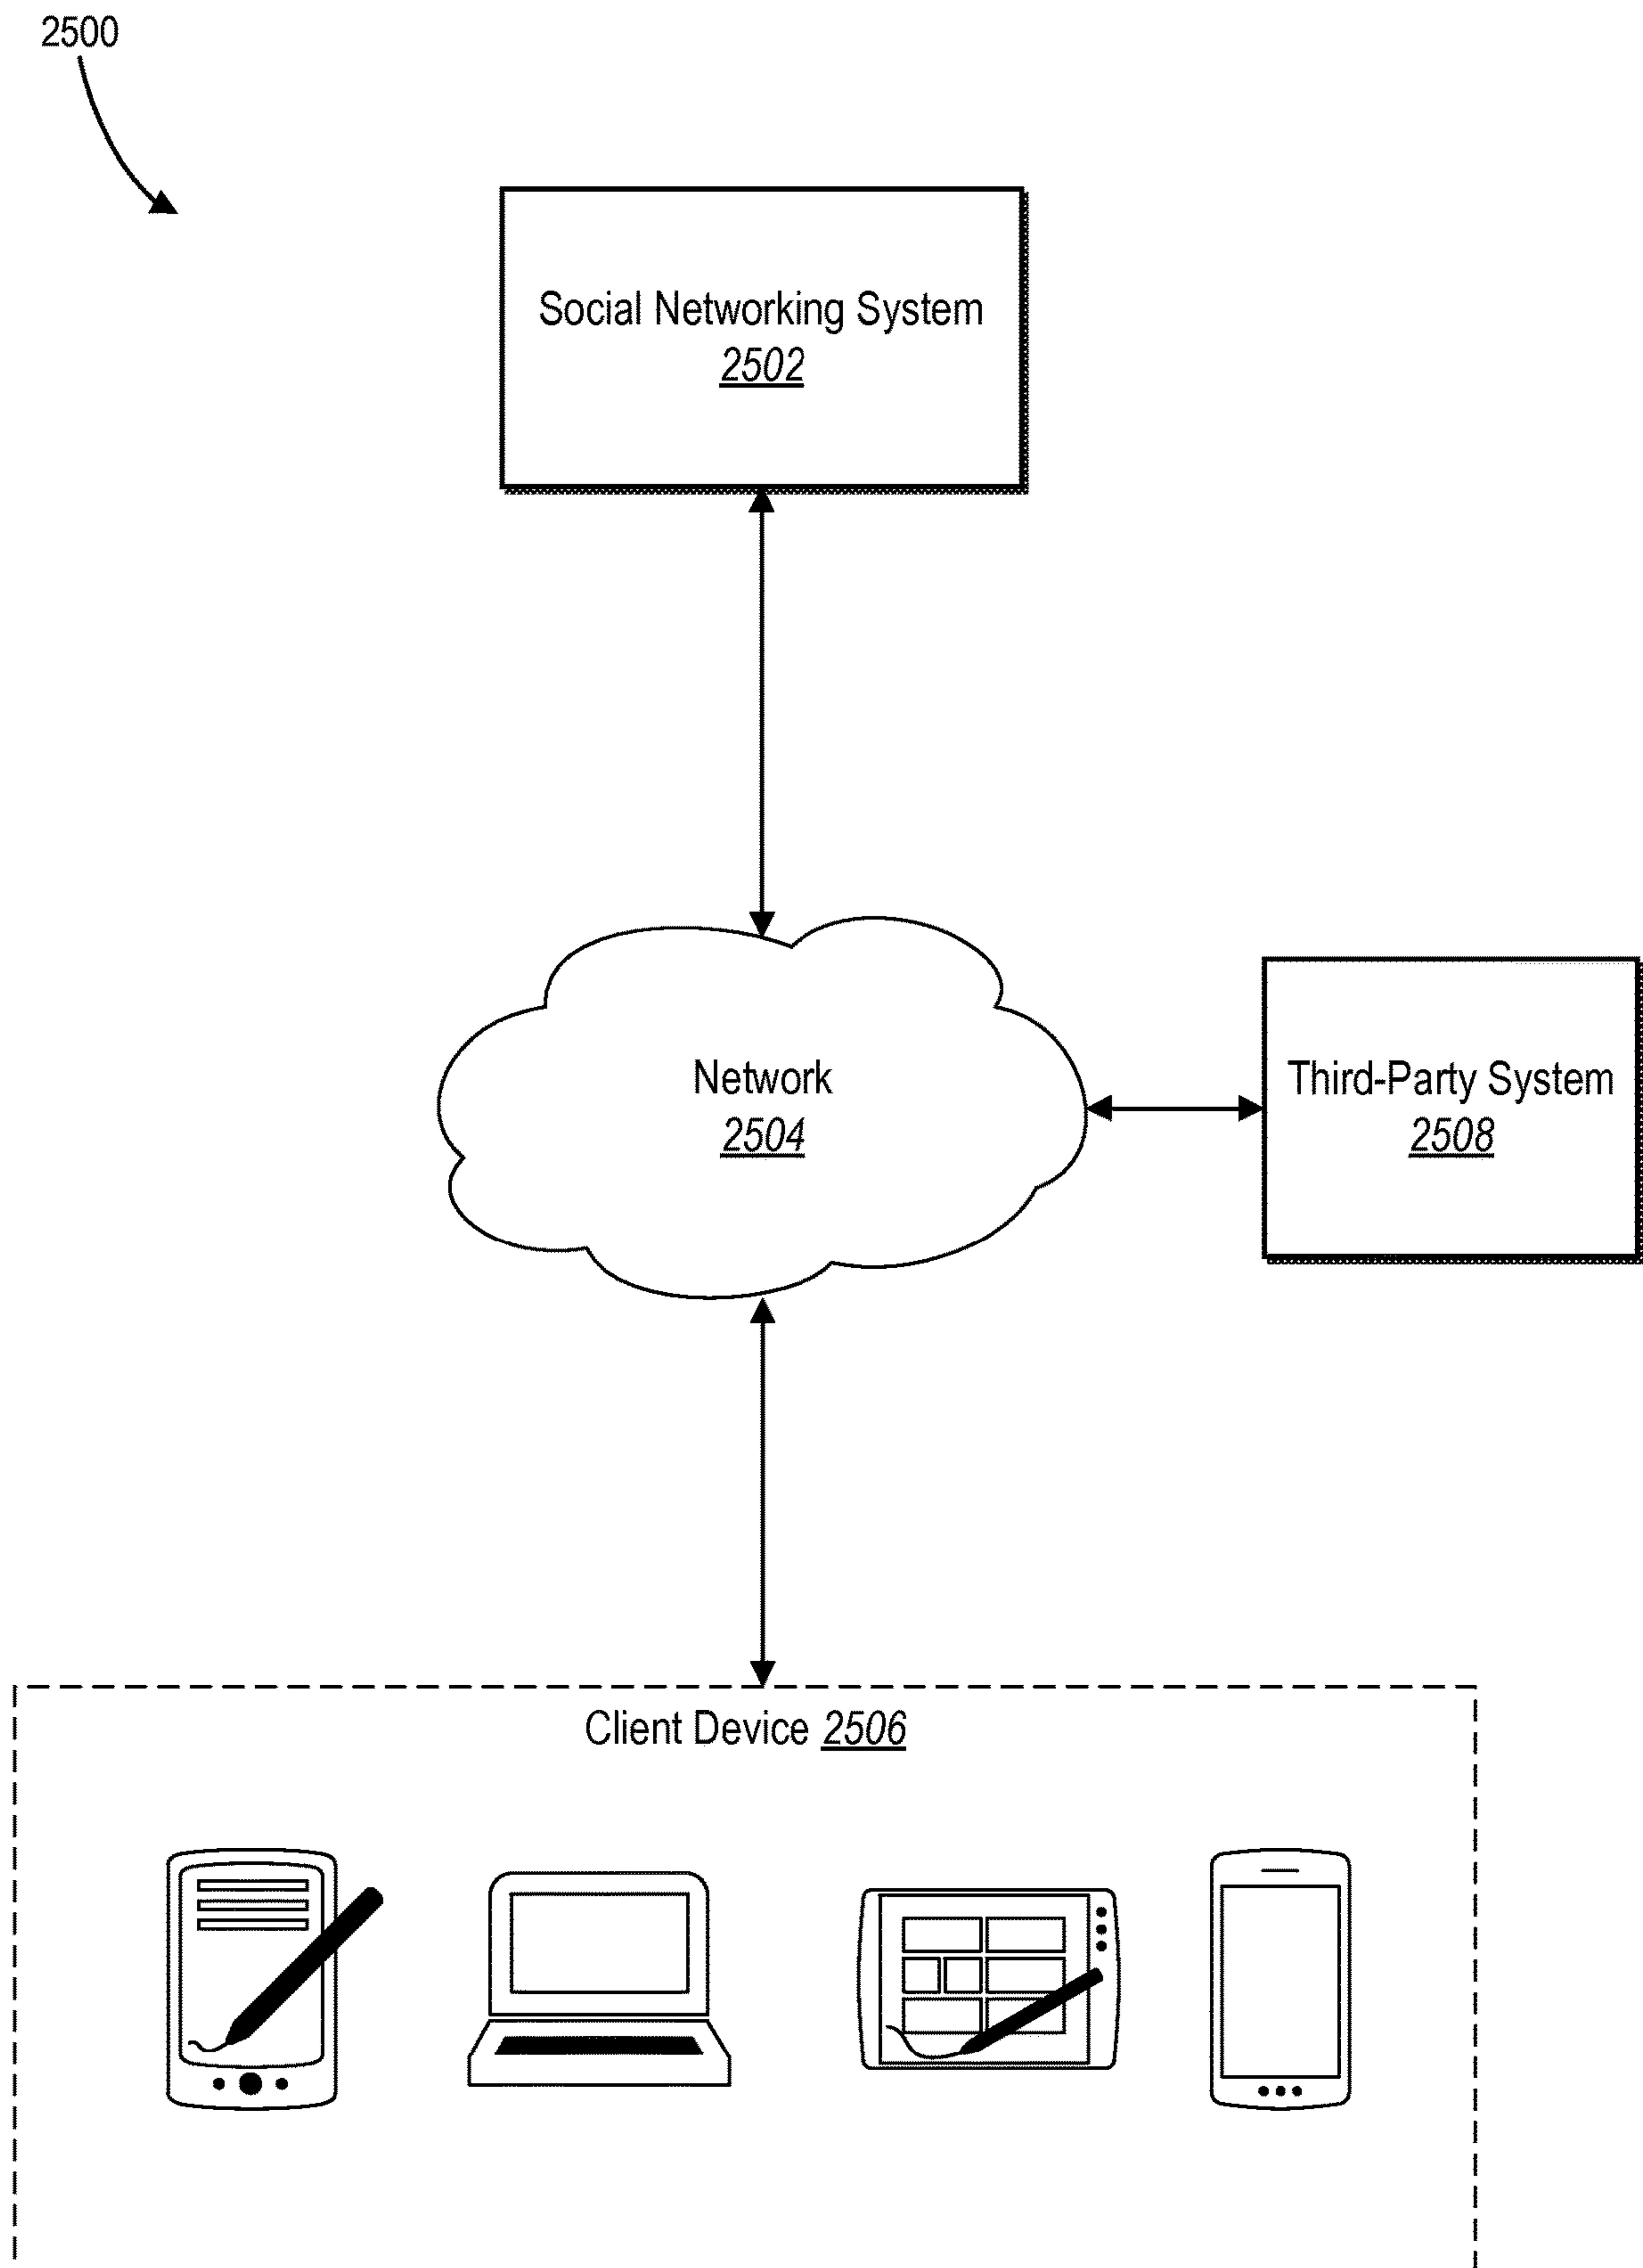 2500
Social Networking System
2502
Network
2504
Third-Party System
2508
Client Device 2506